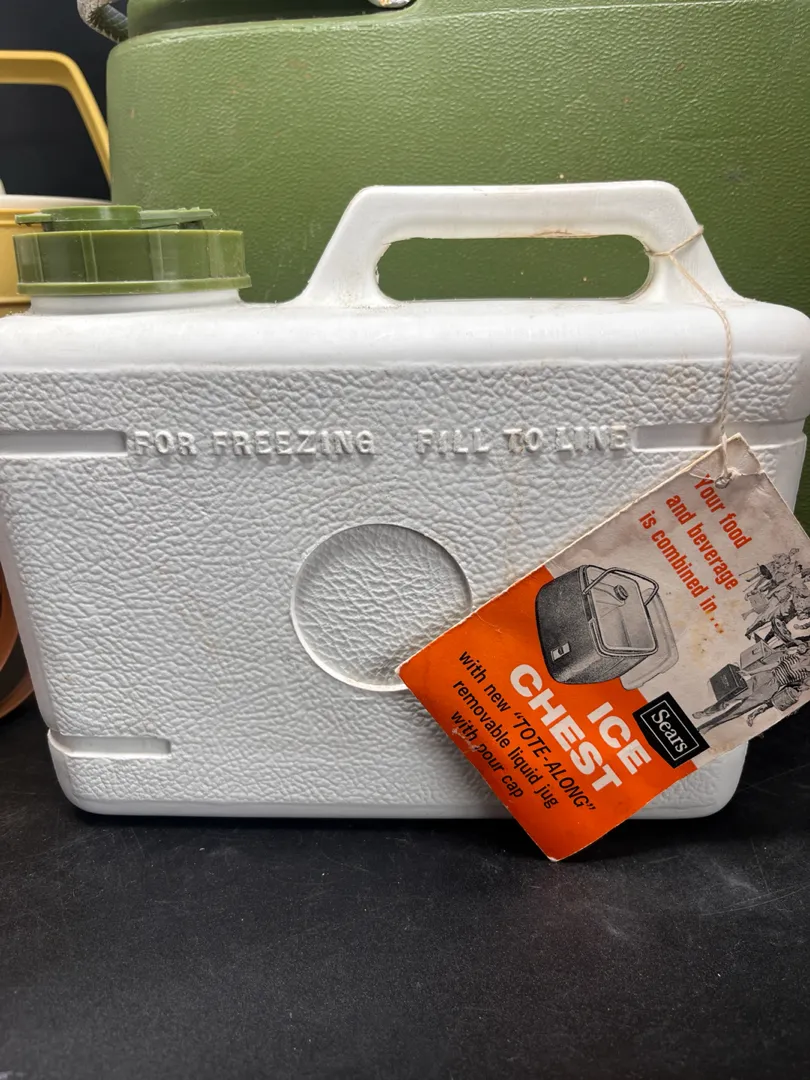 FOR FREEZING FILL TO LINE
Your food
and beverage
is combined in...
ICE
CHEST
Sears
with new "TOTE-ALONG"
removable liquid jug
with pour cap